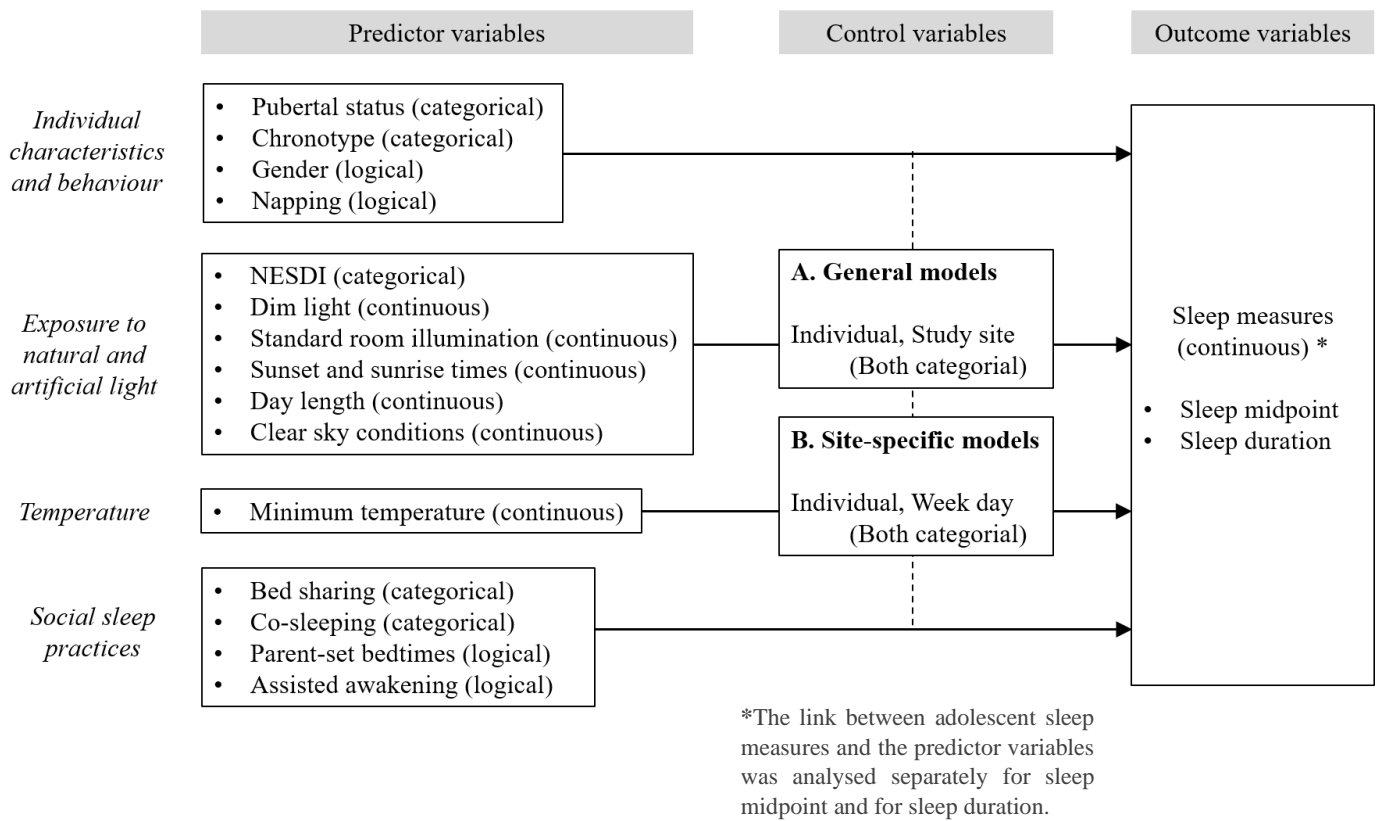 Predictor variables
Control variables
Outcome variables
Individual
characteristics
and behaviour
• Pubertal status (categorical)
• Chronotype (categorical)
• Gender (logical)
• Napping (logical)
Exposure to
natural and
artificial light
• NESDI (categorical)
• Dim light (continuous)
• Standard room illumination (continuous)
• Sunset and sunrise times (continuous)
• Day length (continuous)
• Clear sky conditions (continuous)
A. General models
Individual, Study site
(Both categorial)
B. Site-specific models
Individual, Week day
(Both categorial)
Sleep measures
(continuous) *
• Sleep midpoint
• Sleep duration
Temperature
• Minimum temperature (continuous)
Social sleep
practices
• Bed sharing (categorical)
• Co-sleeping (categorical)
• Parent-set bedtimes (logical)
• Assisted awakening (logical)
*The link between adolescent sleep
measures and the predictor variables
was analysed separately for sleep
midpoint and for sleep duration.